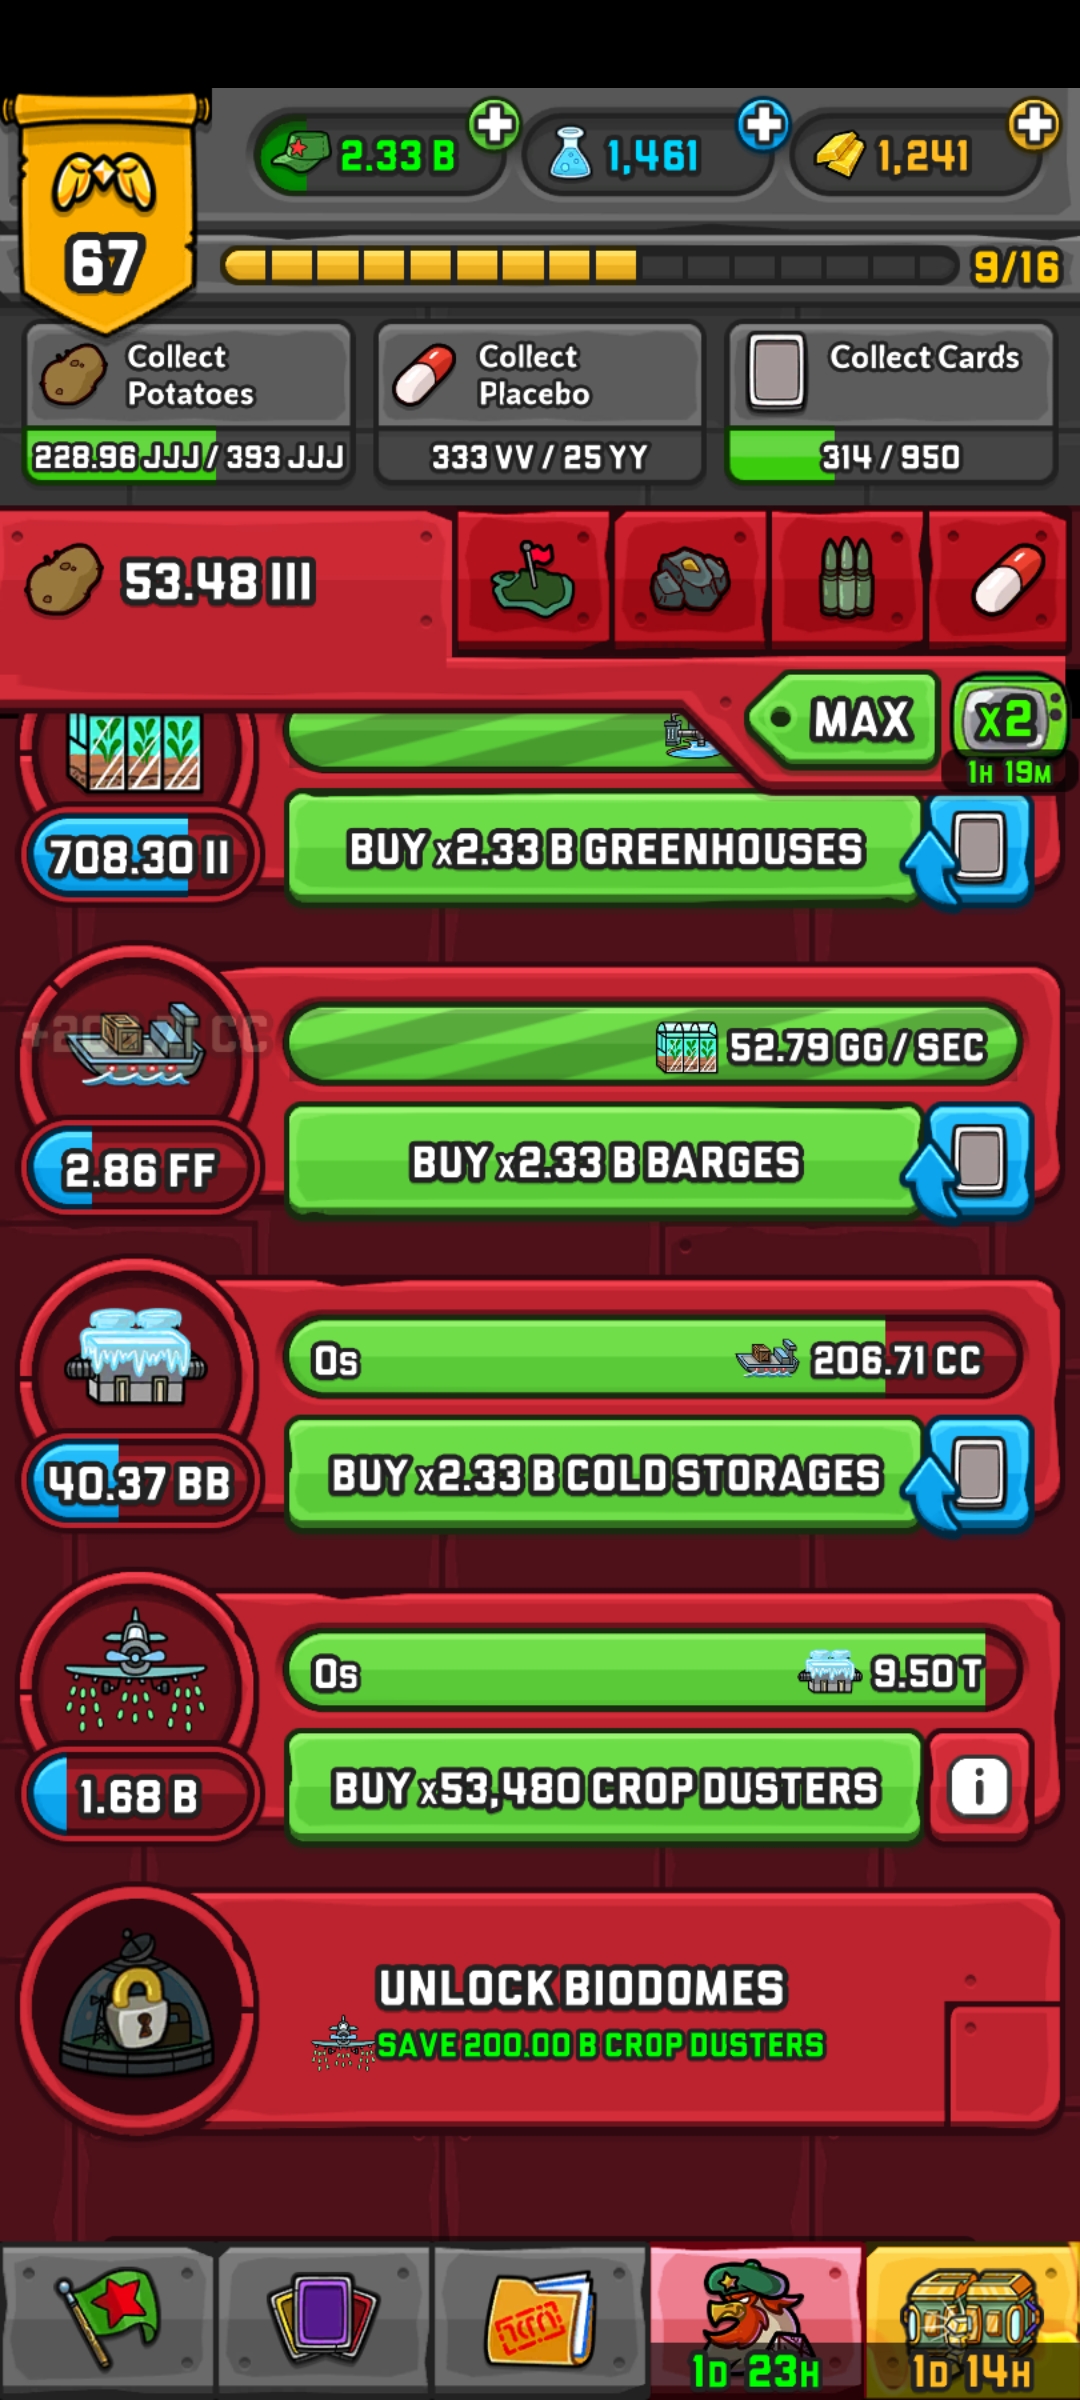 2.33 B
1,461
1,241
67
9/16
Collect
Potatoes
228.96 JJJ / 393 JJJ
Collect
Placebo
333 VV / 25 YY
Collect Cards
314 / 950
53.48 III
MAX
x2
1H 19M
708.30 II
BUY x2.33 B GREENHOUSES
52.79 GG / SEC
2.86 FF
BUY x2.33 B BARGES
0s
206.71 CC
40.37 BB
BUY x2.33 B COLD STORAGES
0s
9.50 T
1.68 B
BUY x53,480 CROP DUSTERS
i
UNLOCK BIODOMES
SAVE 200.00 B CROP DUSTERS
1D 23H
1D 14H